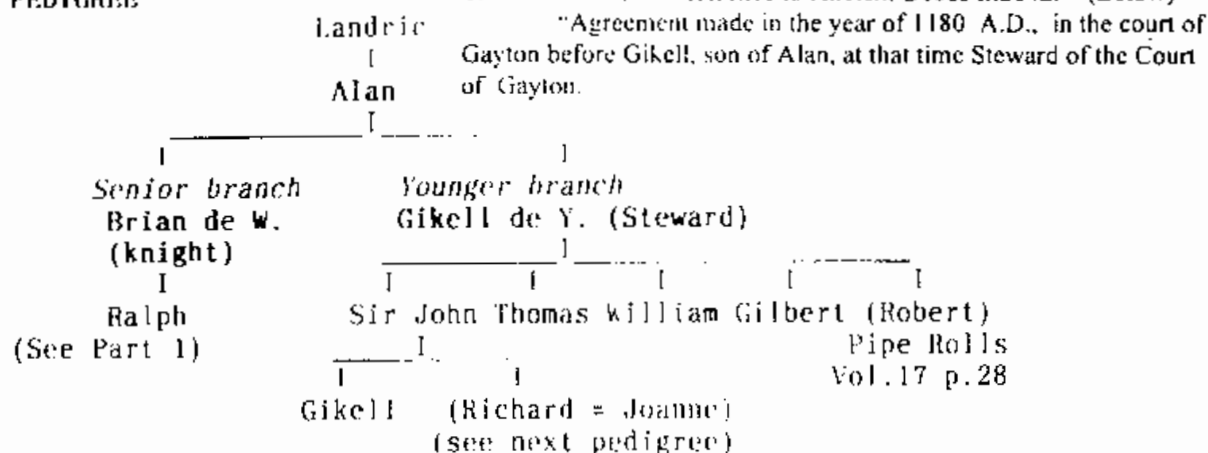 PEDIGREE
Landric
"Agreement made in the year of 1180 A.D., in the court of
Gayton before Gikell, son of Alan, at that time Steward of the Court
of Gayton.
Alan
Senior branch Younger branch
Brian de W. Gikell de Y. (Steward)
(knight)
Ralph Sir John Thomas William Gilbert (Robert)
(See Part 1) Pipe Rolls
Vol.17 p.28
Gikell (Richard = Joanne)
(see next pedigree)